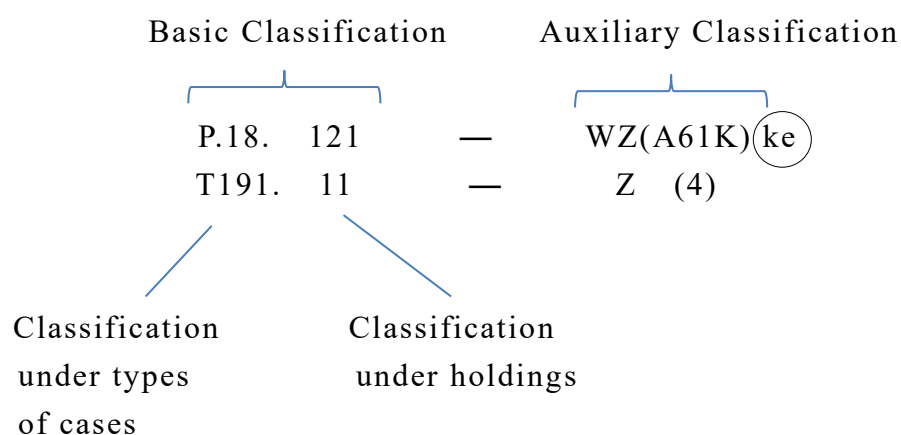 Basic Classification Auxiliary Classification
P.18. 121 — WZ(A61K) ke
T191. 11 — Z (4)
Classification Classification
under types under holdings
of cases